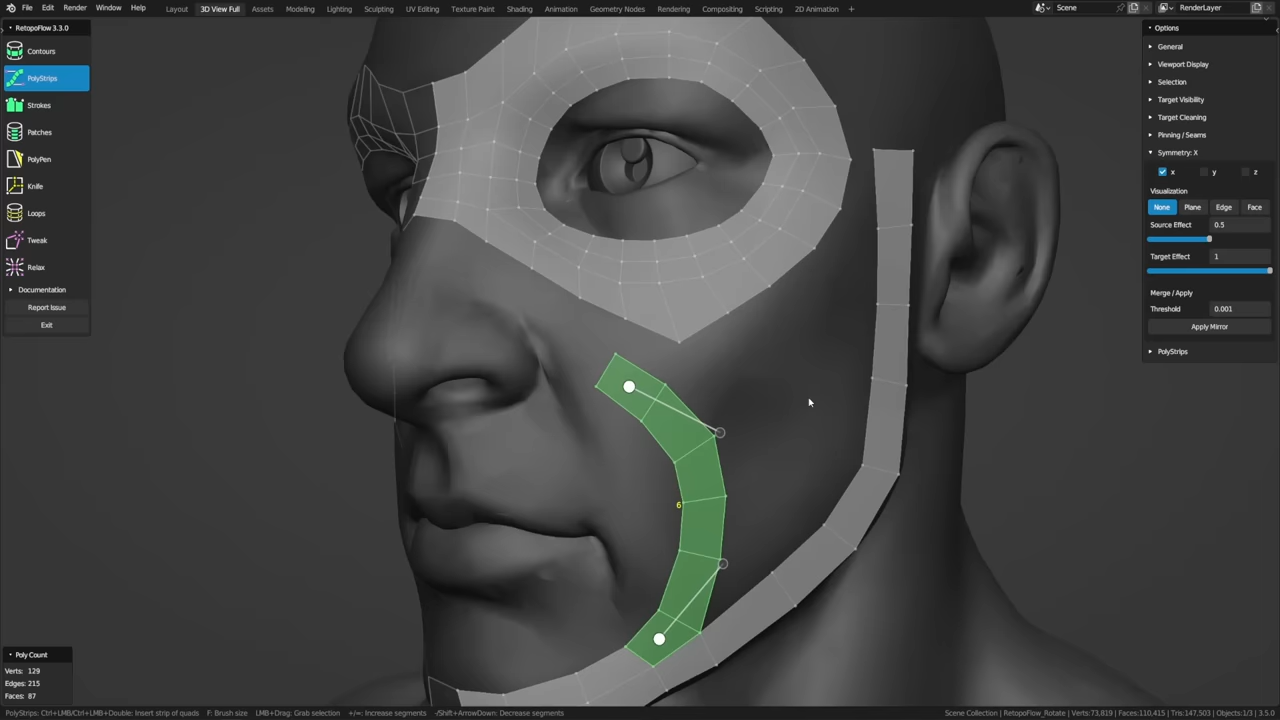 File Edit Render Window Help
Layout 3D View Full Assets Modeling Lighting Sculpting UV Editing Texture Paint Shading Animation Geometry Nodes Rendering Compositing Scripting 2D Animation +
Scene
RenderLayer
RetopoFlow 3.3.0
Contours
PolyStrips
Strokes
Patches
PolyPen
Knife
Loops
Tweak
Relax
Documentation
Report Issue
Exit
Options
General
Viewport Display
Selection
Target Visibility
Target Cleaning
Pinning / Seams
Symmetry: X
x y z
Visualization
None Plane Edge Face
Source Effect 0.5
Target Effect 1
Merge / Apply
Threshold 0.001
Apply Mirror
PolyStrips
6
Poly Count
Verts: 129
Edges: 215
Faces: 87
PolyStrips: Ctrl+LMB/Ctrl+LMB+Double: Insert strip of quads F: Brush size LMB+Drag: Grab selection +/=: Increase segments -/Shift+ArrowDown: Decrease segments
Scene Collection | RetopoFlow_Rotate | Verts:73,819 | Faces:110,415 | Tris:147,503 | Objects:1/3 | 3.5.0